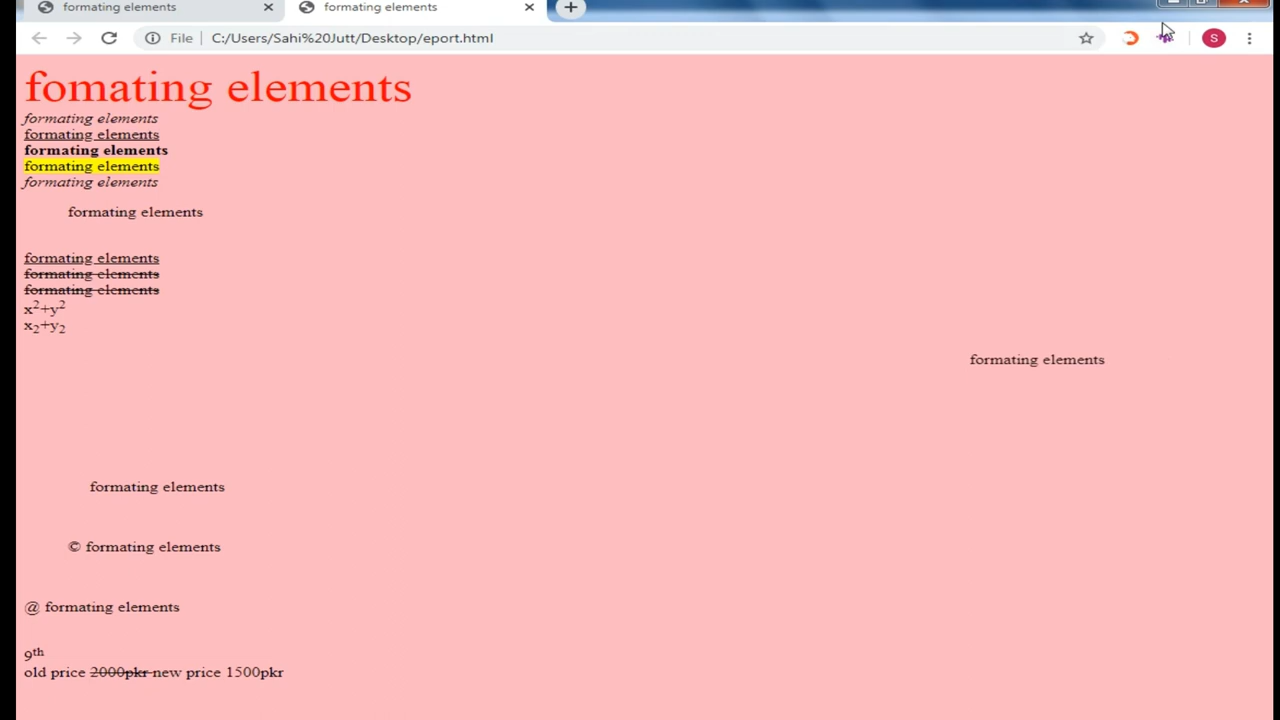 formating elements formating elements
File C:/Users/Sahi%20Jutt/Desktop/eport.html S
fomating elements
formating elements
formating elements
formating elements
formating elements
formating elements
formating elements
formating elements
formating elements
formating elements
x²+y²
x₂+y₂
formating elements
formating elements
© formating elements
@ formating elements
9th
old price 2000pkr new price 1500pkr